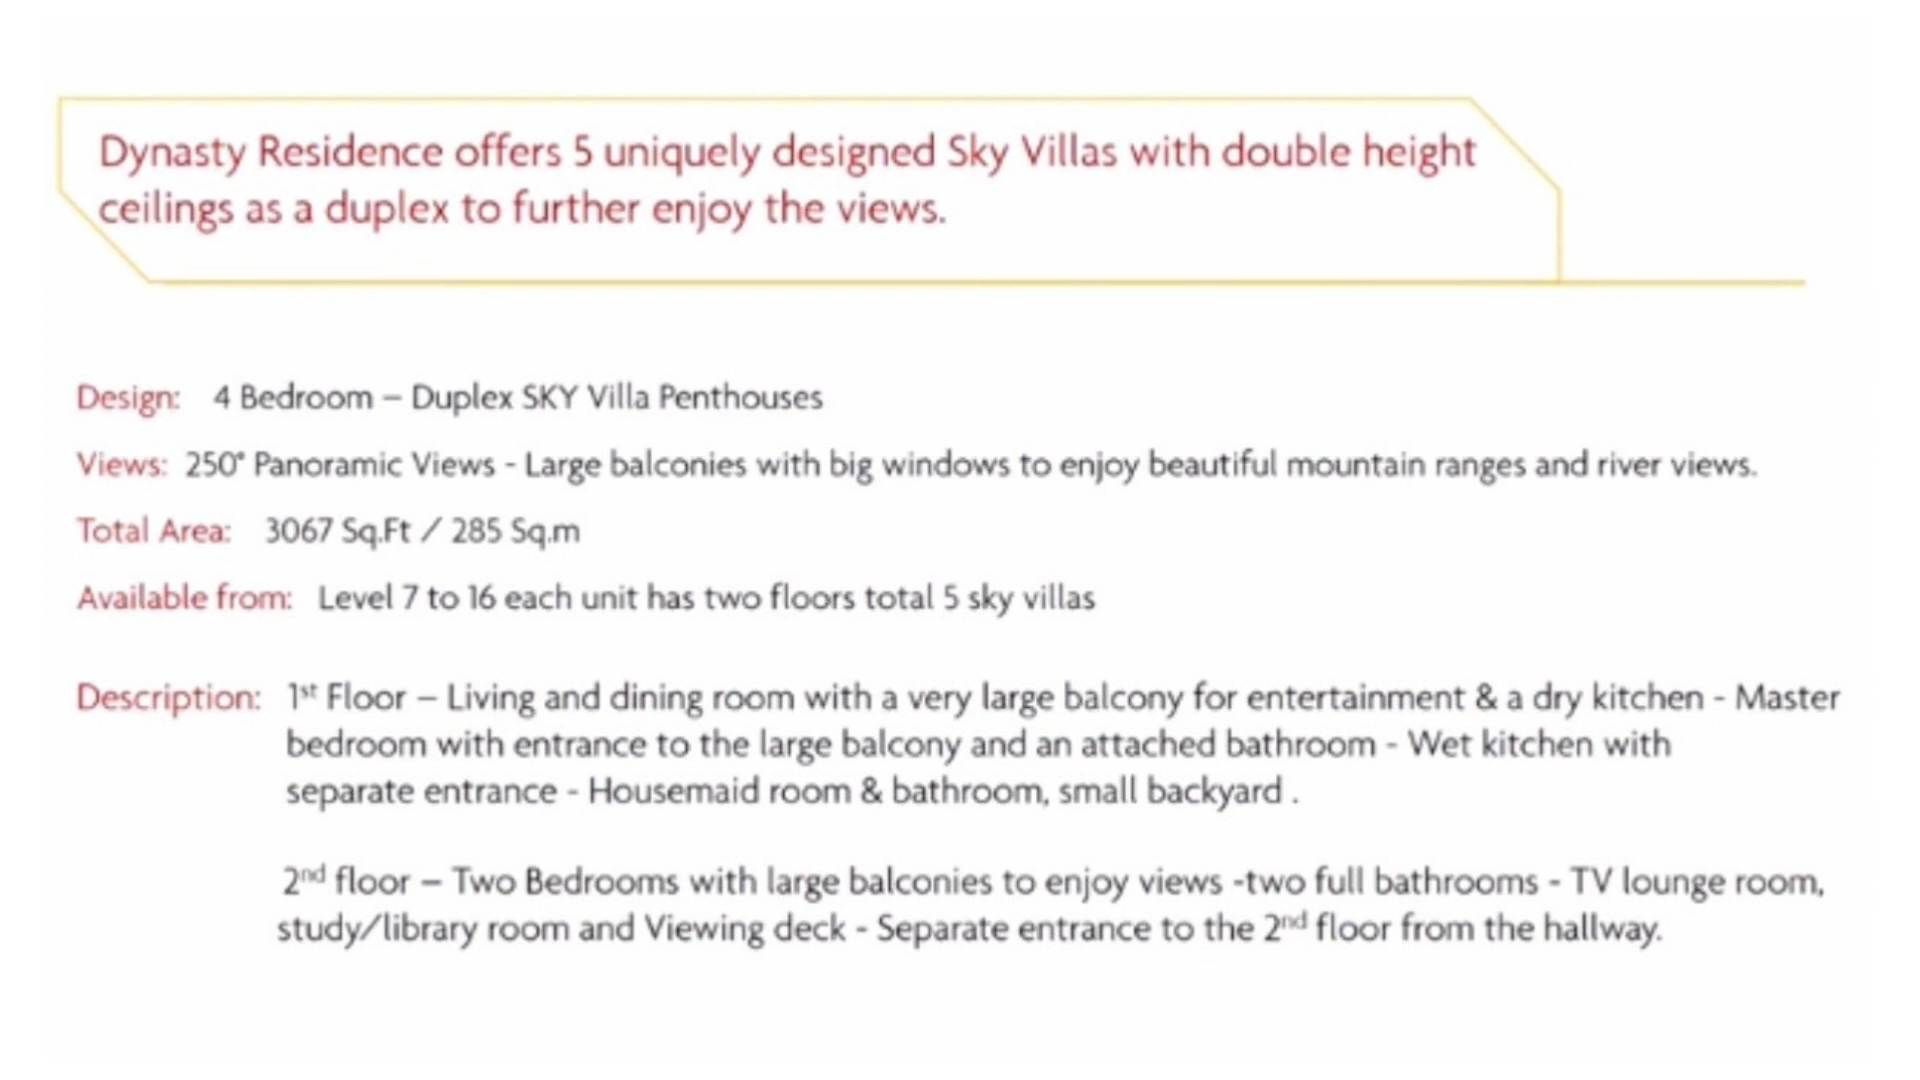 Dynasty Residence offers 5 uniquely designed Sky Villas with double height
ceilings as a duplex to further enjoy the views.
Design: 4 Bedroom – Duplex SKY Villa Penthouses
Views: 250° Panoramic Views - Large balconies with big windows to enjoy beautiful mountain ranges and river views.
Total Area: 3067 Sq.Ft / 285 Sq.m
Available from: Level 7 to 16 each unit has two floors total 5 sky villas
Description: 1st Floor – Living and dining room with a very large balcony for entertainment & a dry kitchen - Master
bedroom with entrance to the large balcony and an attached bathroom - Wet kitchen with
separate entrance - Housemaid room & bathroom, small backyard .
2nd floor – Two Bedrooms with large balconies to enjoy views -two full bathrooms - TV lounge room,
study/library room and Viewing deck - Separate entrance to the 2nd floor from the hallway.